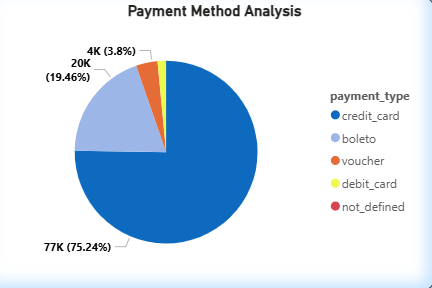 Payment Method Analysis
4K (3.8%)
20K
(19.46%)
77K (75.24%)
payment_type
credit_card
boleto
voucher
debit_card
not_defined